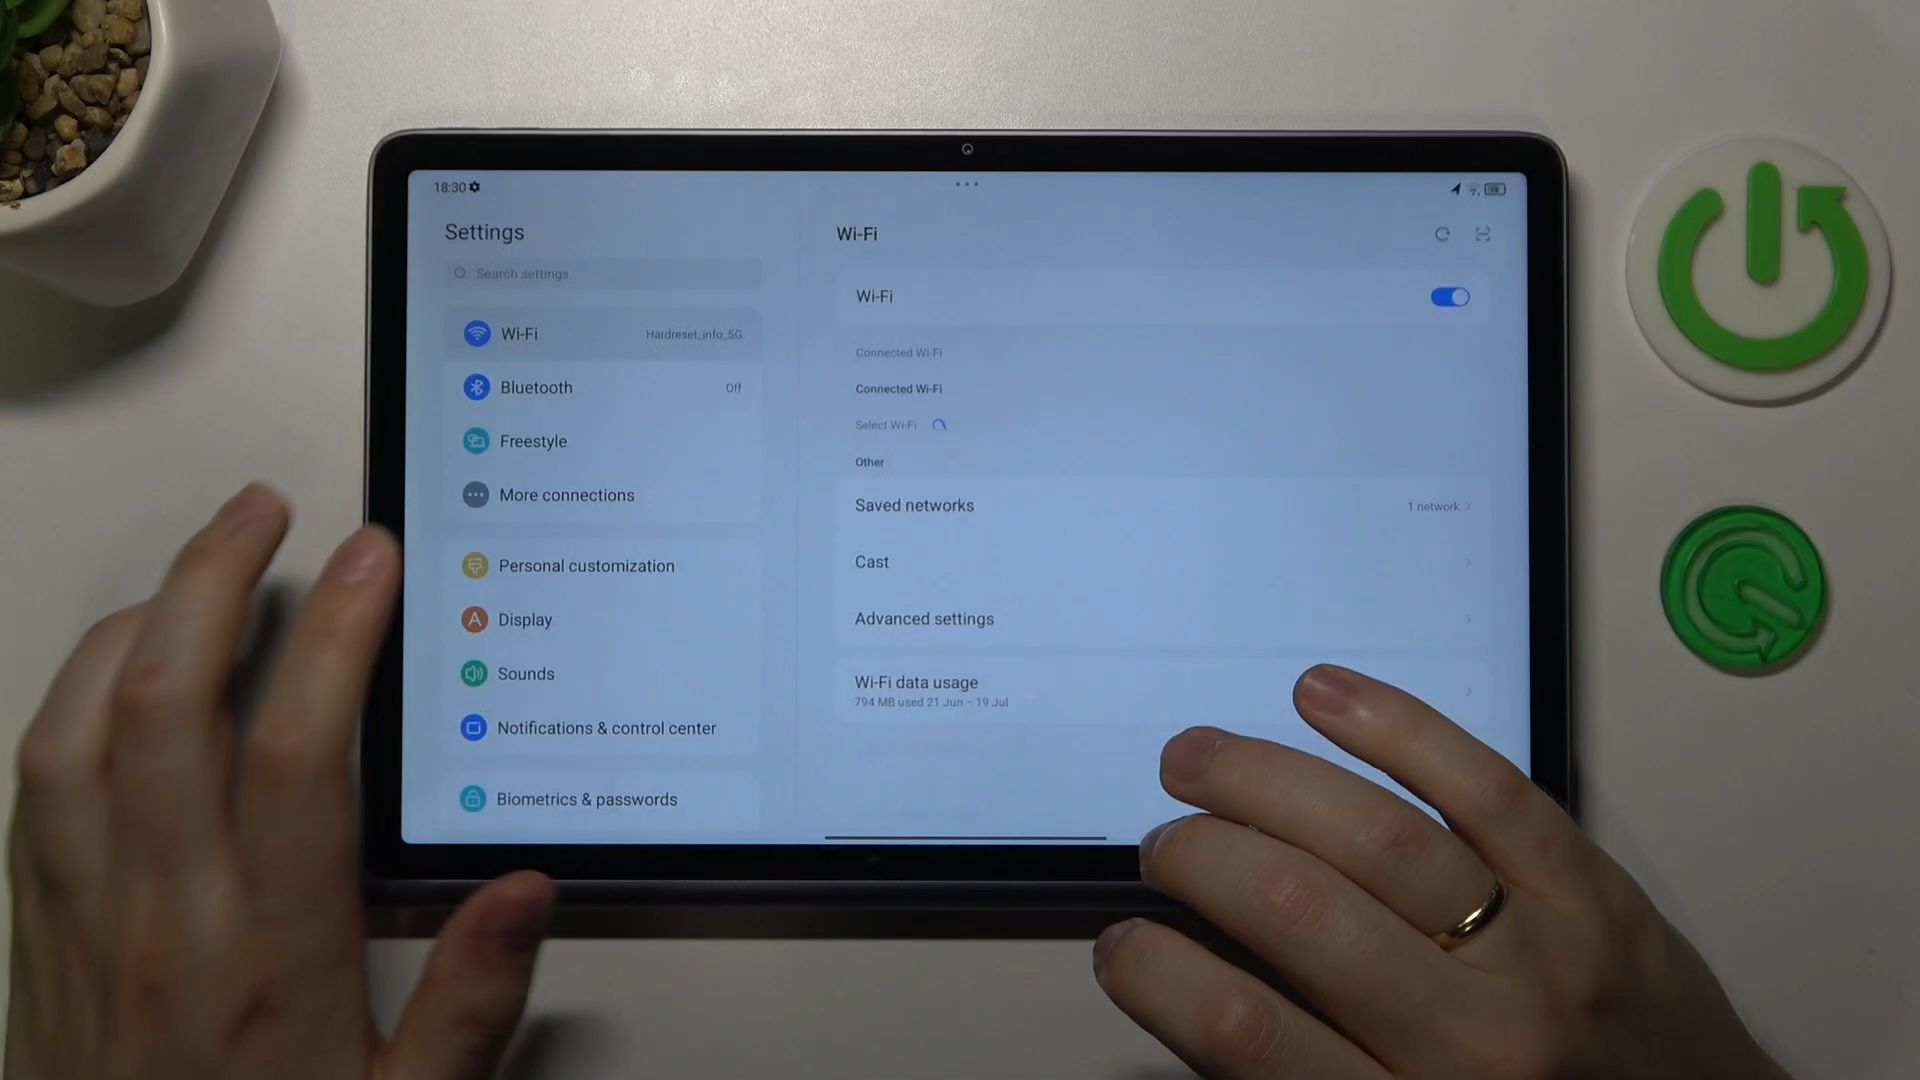 18:30
Settings
Search settings
Wi-Fi
Hardreset_info_5G
Bluetooth
Off
Freestyle
More connections
Personal customization
Display
Sounds
Notifications & control center
Biometrics & passwords
Wi-Fi
Wi-Fi
Connected Wi-Fi
Connected Wi-Fi
Select Wi-Fi
Other
Saved networks
1 network
Cast
Advanced settings
Wi-Fi data usage
794 MB used 21 Jun – 19 Jul